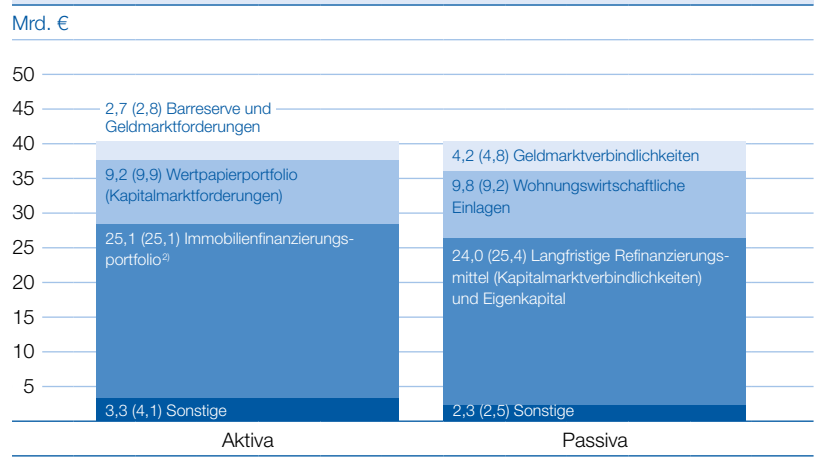 Mrd. €
50
45
40
35
30
25
20
15
10
5
2,7 (2,8) Barreserve und
Geldmarktforderungen
9,2 (9,9) Wertpapierportfolio
(Kapitalmarktforderungen)
25,1 (25,1) Immobilienfinanzierungs-
portfolio²⁾
3,3 (4,1) Sonstige
4,2 (4,8) Geldmarktverbindlichkeiten
9,8 (9,2) Wohnungswirtschaftliche
Einlagen
24,0 (25,4) Langfristige Refinanzierungs-
mittel (Kapitalmarktverbindlichkeiten)
und Eigenkapital
2,3 (2,5) Sonstige
Aktiva
Passiva